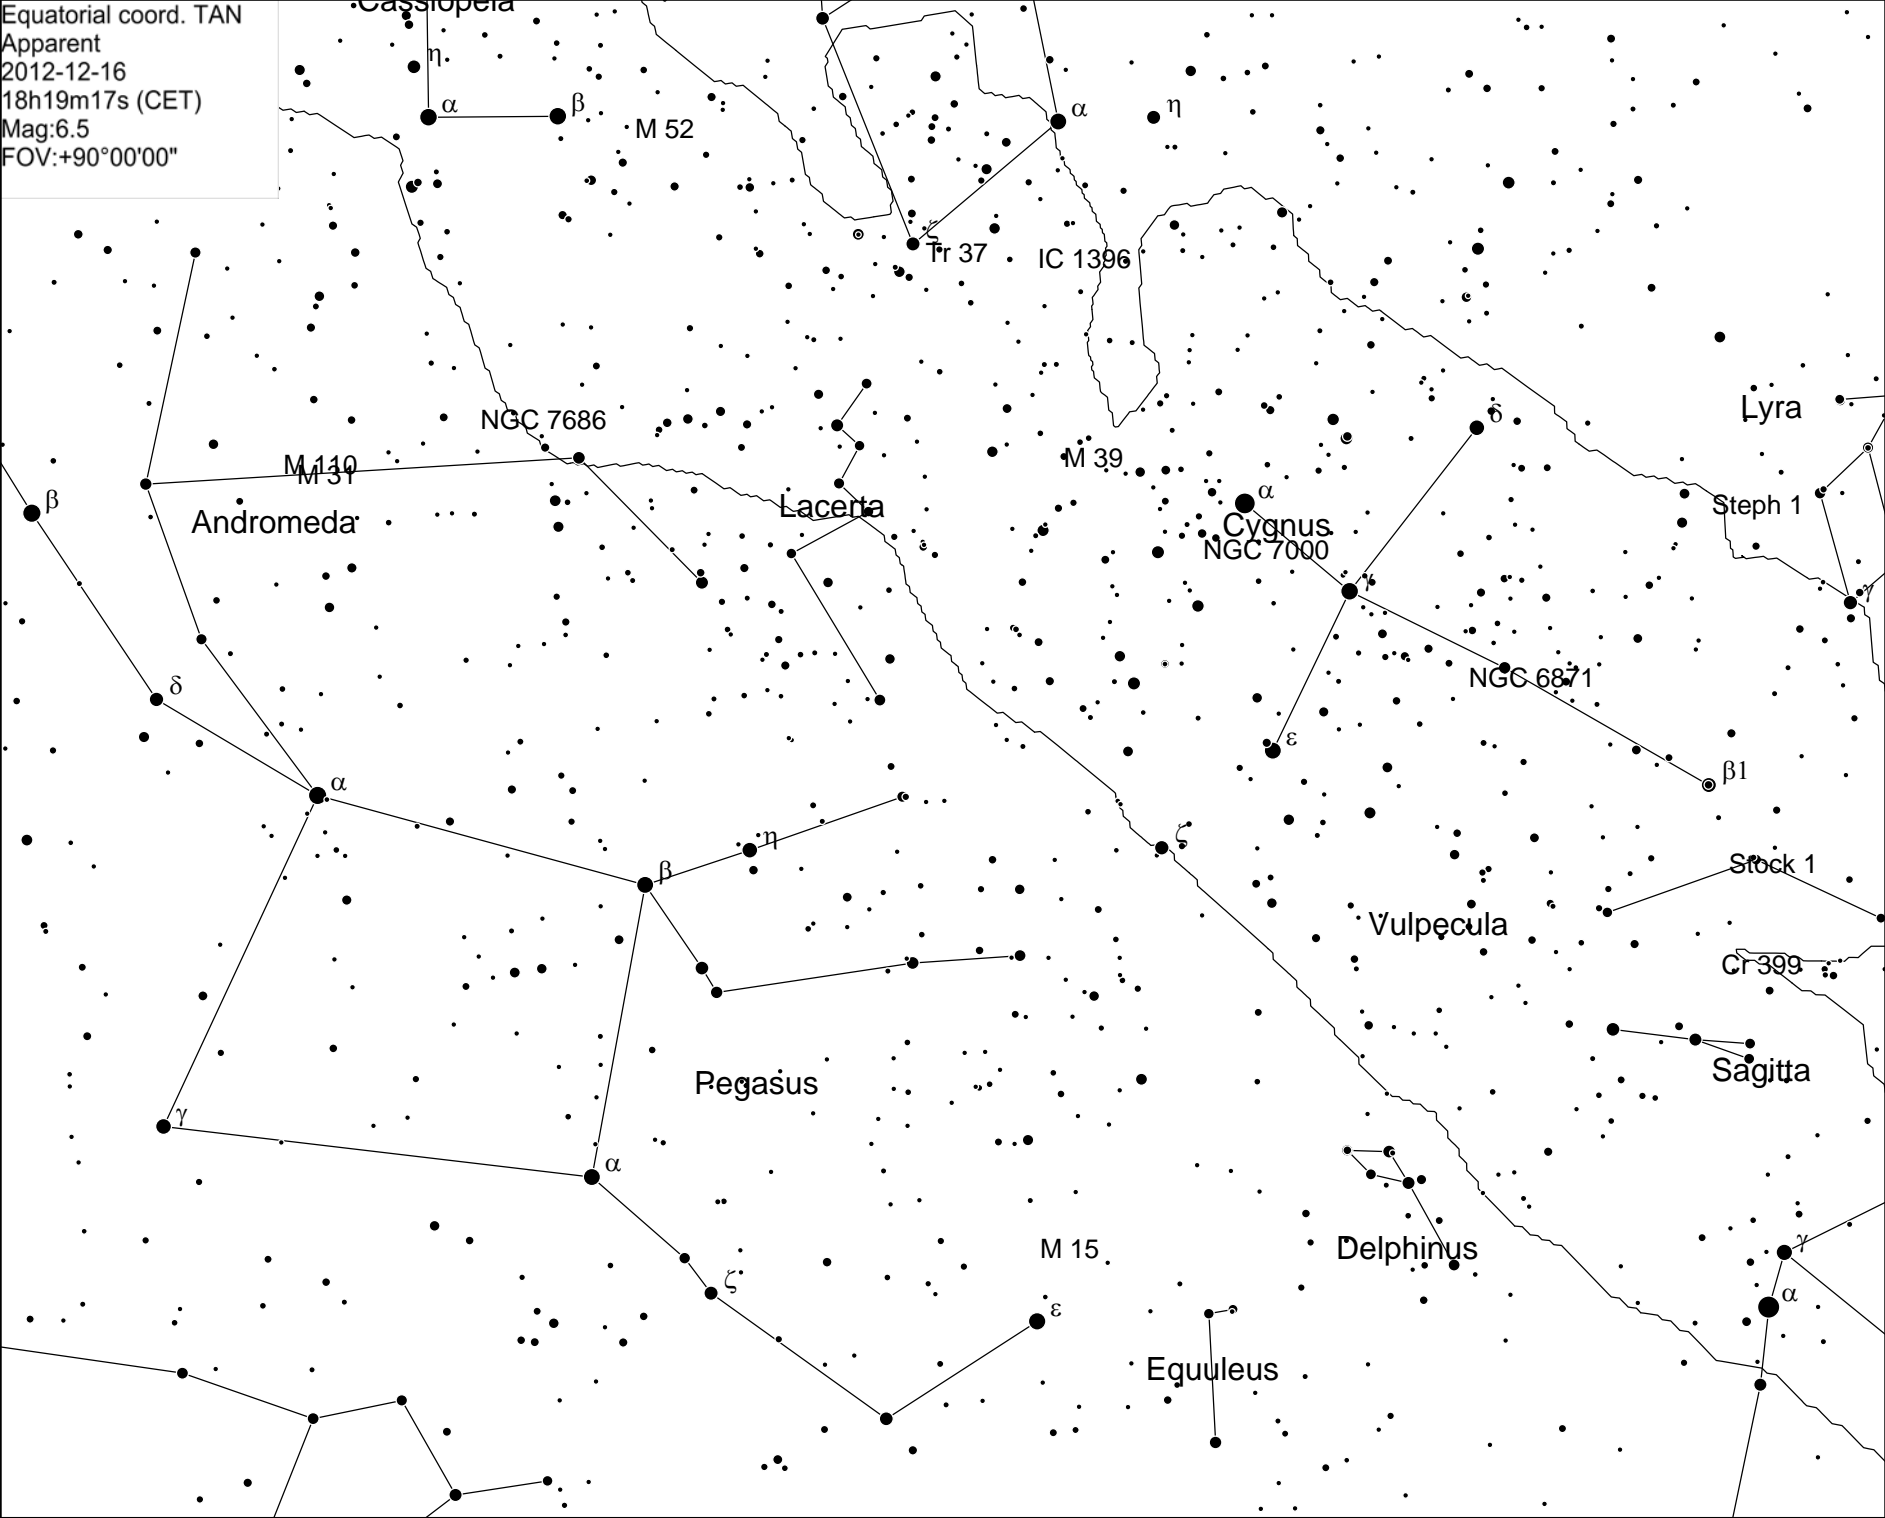 Equatorial coord. TAN
Apparent
2012-12-16
18h19m17s (CET)
Mag:6.5
FOV:+90°00'00"
Cassiopeia
η
α
β
M 52
α
η
ζ
Tr 37
IC 1396
NGC 7686
M 110
M 31
Andromeda
β
Lacerta
M 39
α
Cygnus
NGC 7000
δ
γ
Lyra
Steph 1
γ
NGC 6871
δ
α
ε
β1
η
β
ζ
Stock 1
Vulpecula
Cr 399
Sagitta
Pegasus
γ
α
M 15
Delphinus
γ
α
ζ
ε
Equuleus